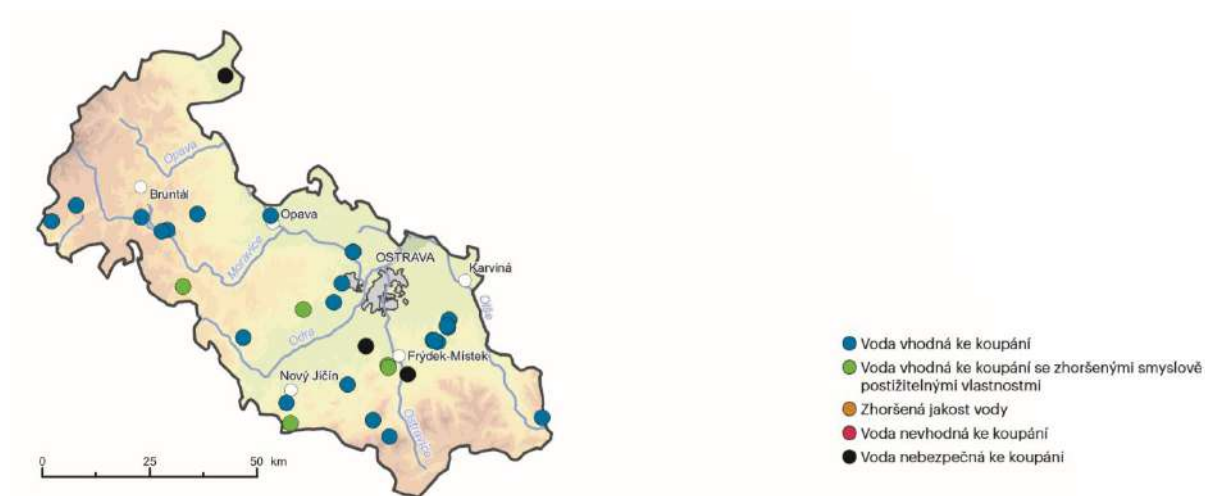 Opava
Bruntál
Opava
Moravice
OSTRAVA
Karviná
Olše
Odra
Frýdek-Místek
Nový Jičín
Ostravice
0 25 50 km
Voda vhodná ke koupání
Voda vhodná ke koupání se zhoršenými smyslově
postižitelnými vlastnostmi
Zhoršená jakost vody
Voda nevhodná ke koupání
Voda nebezpečná ke koupání